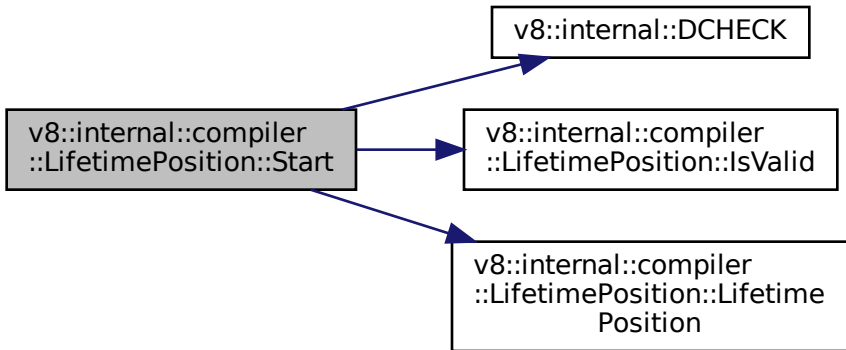 v8::internal::DCHECK
v8::internal::compiler
::LifetimePosition::Start
v8::internal::compiler
::LifetimePosition::IsValid
v8::internal::compiler
::LifetimePosition::Lifetime
Position